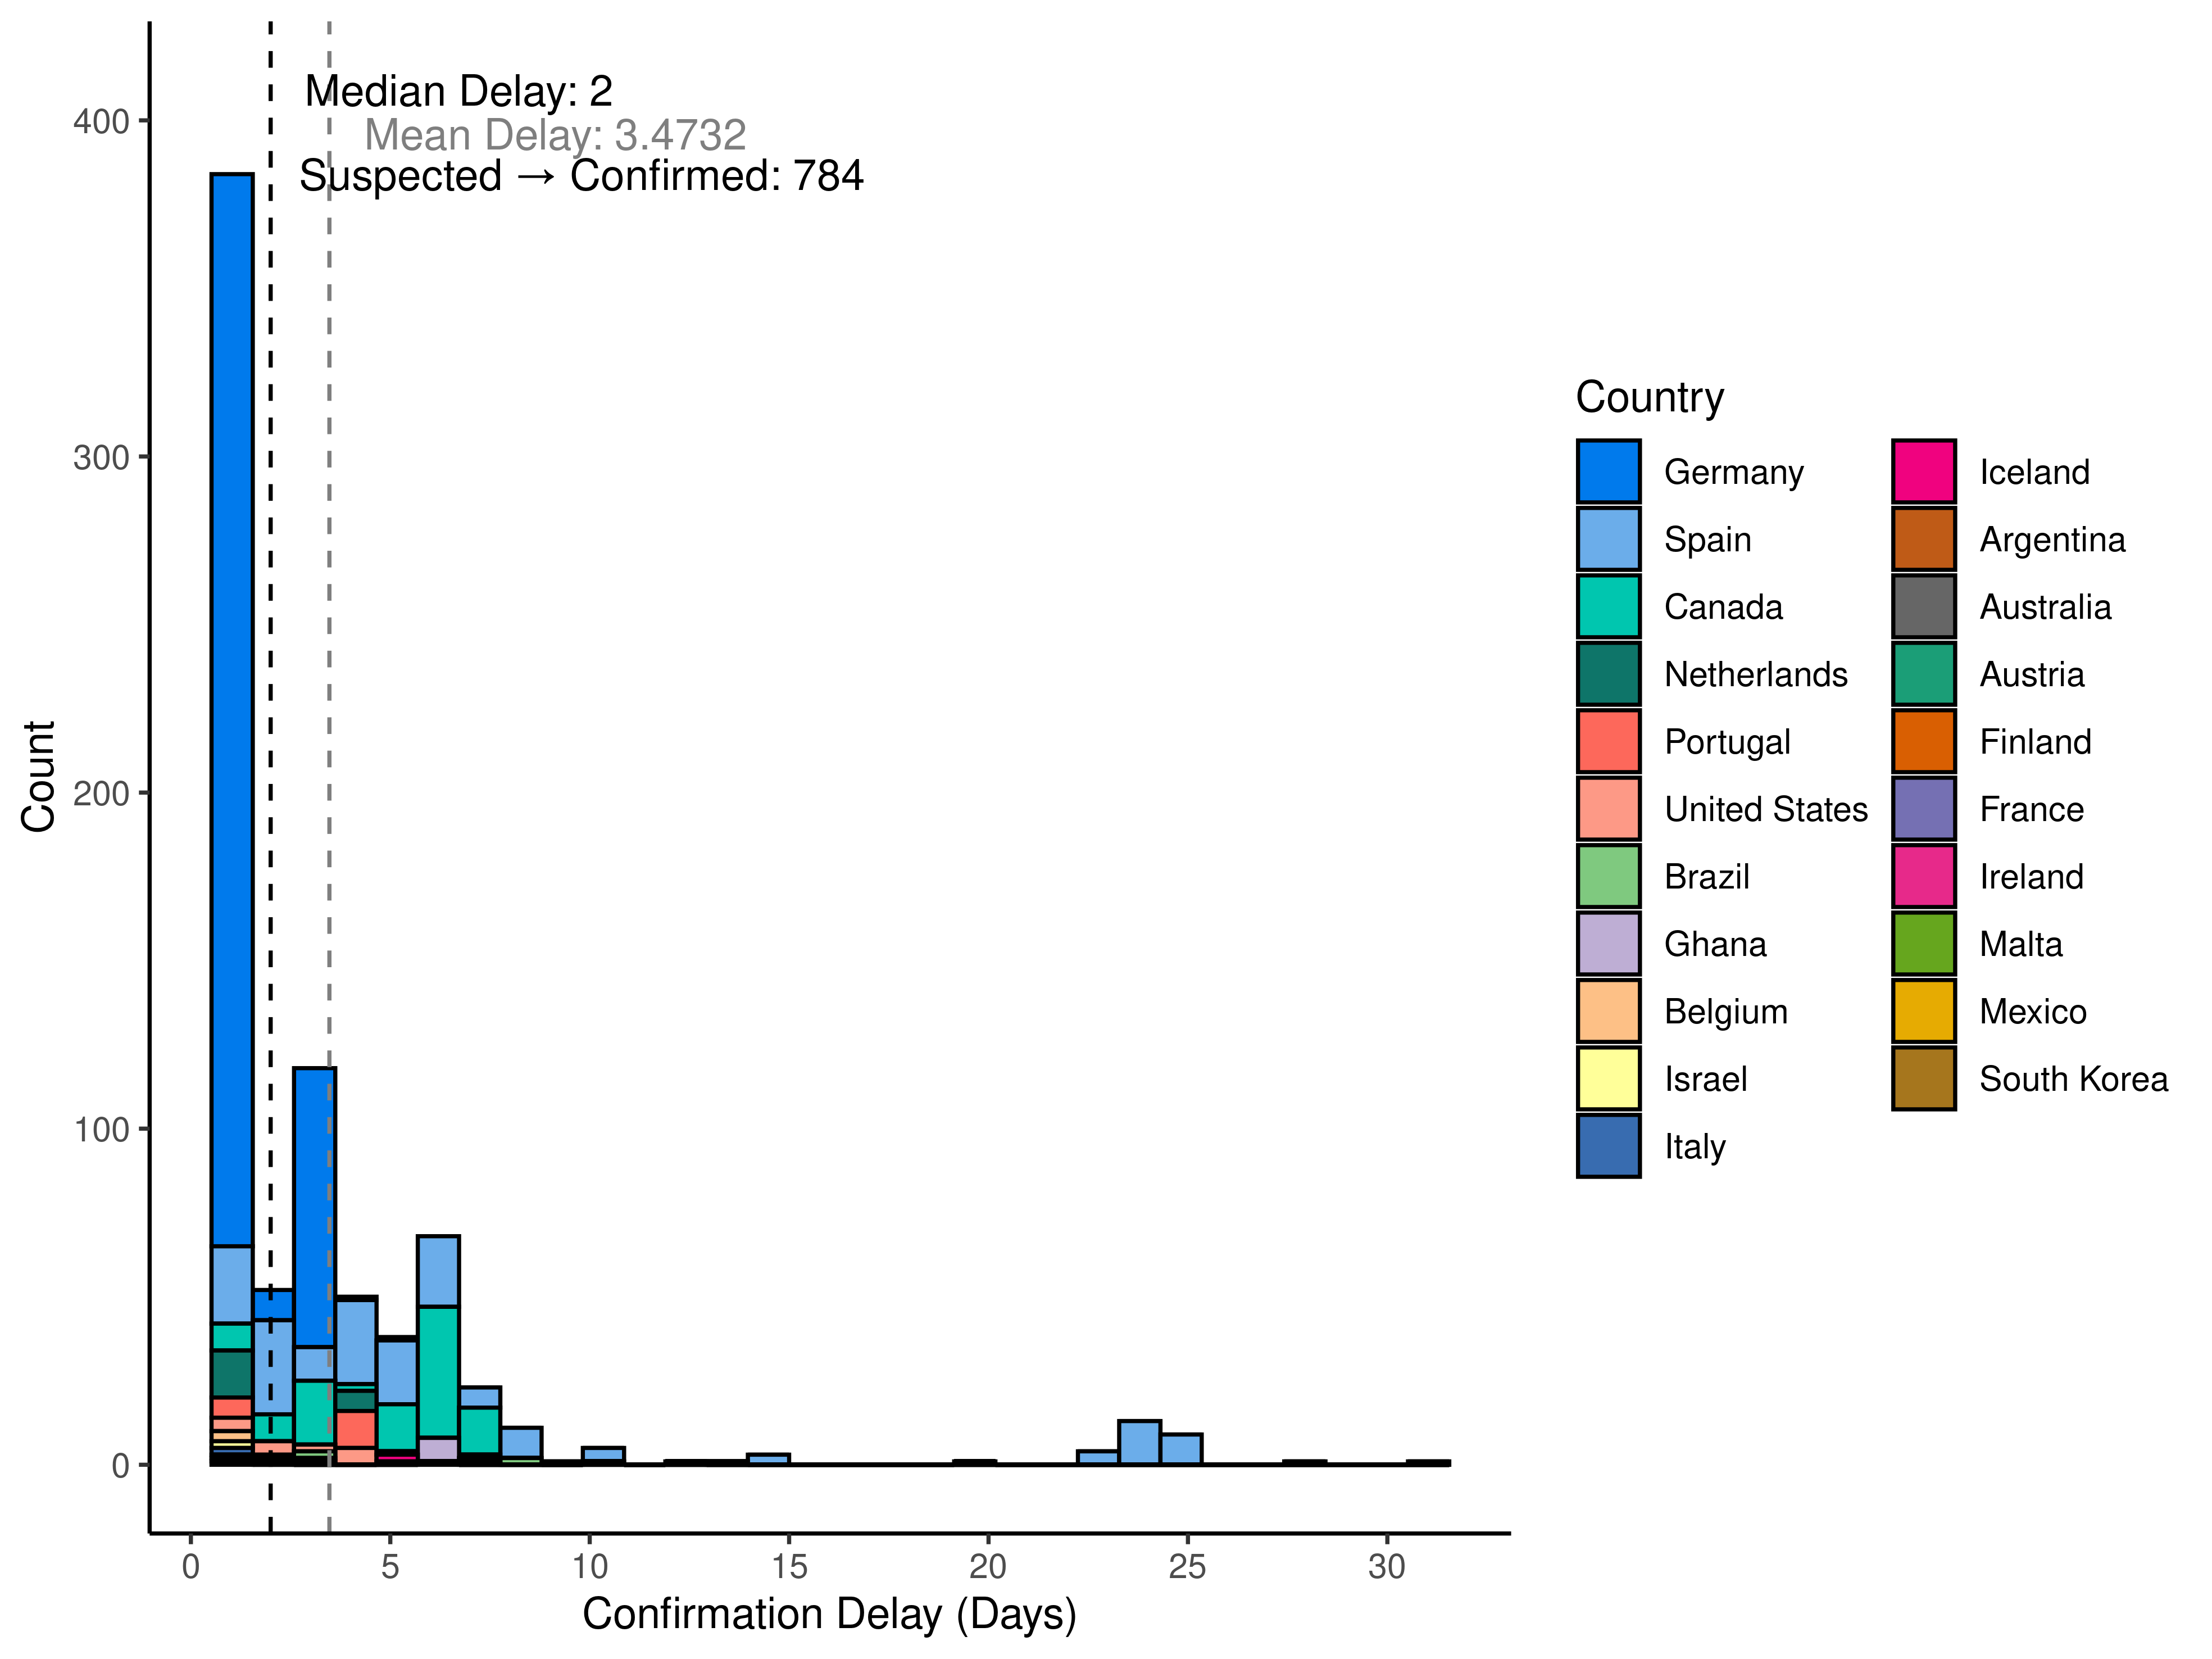 Median Delay: 2
Mean Delay: 3.4732
Suspected → Confirmed: 784
400
300
200
100
0
Count
0 5 10 15 20 25 30
Confirmation Delay (Days)
Country
Germany
Spain
Canada
Netherlands
Portugal
United States
Brazil
Ghana
Belgium
Israel
Italy
Iceland
Argentina
Australia
Austria
Finland
France
Ireland
Malta
Mexico
South Korea